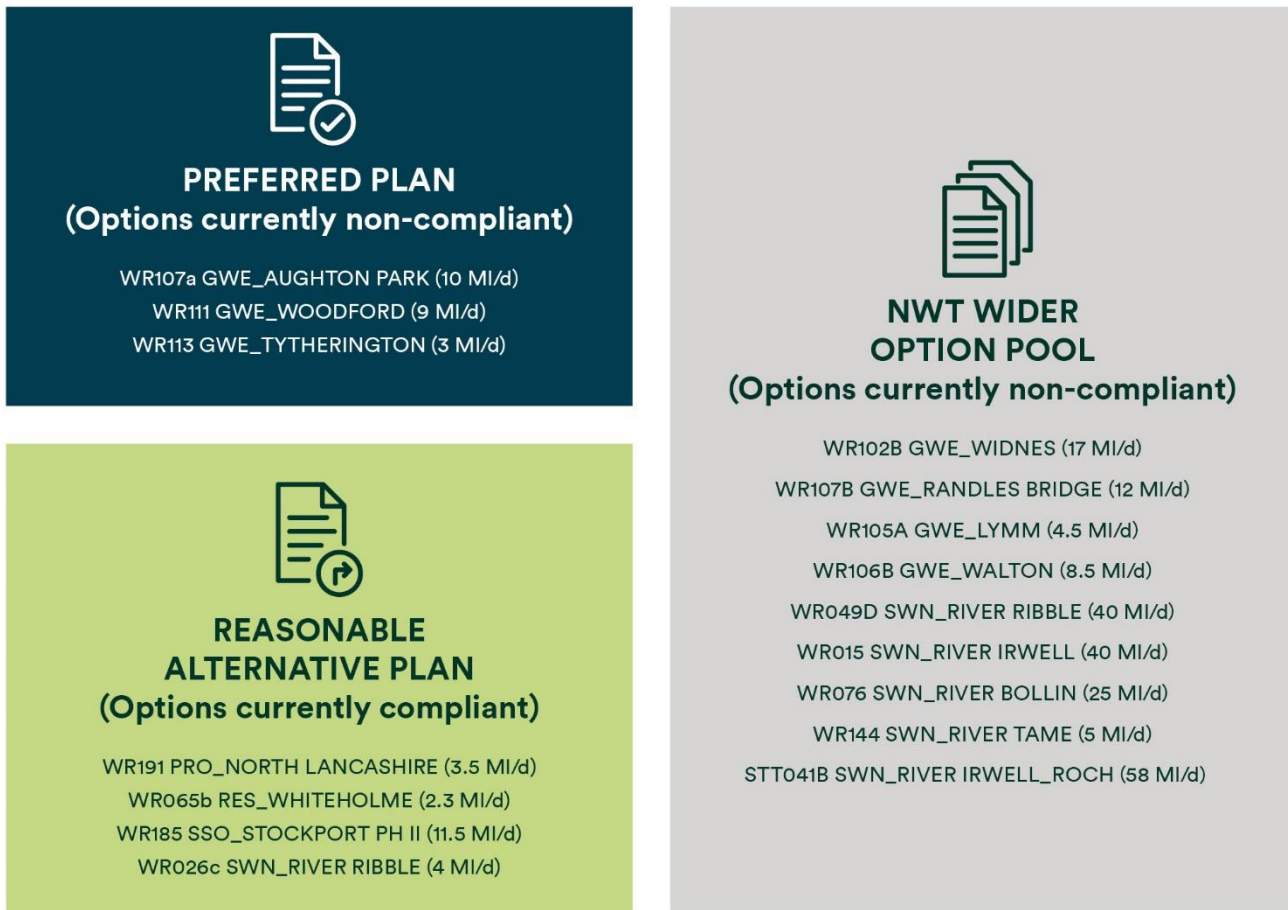 PREFERRED PLAN
(Options currently non-compliant)
WR107a GWE_AUGHTON PARK (10 Ml/d)
WR111 GWE_WOODFORD (9 Ml/d)
WR113 GWE_TYTHERINGTON (3 Ml/d)
REASONABLE
ALTERNATIVE PLAN
(Options currently compliant)
WR191 PRO_NORTH LANCASHIRE (3.5 Ml/d)
WR065b RES_WHITEHOLME (2.3 Ml/d)
WR185 SSO_STOCKPORT PH II (11.5 Ml/d)
WR026c SWN_RIVER RIBBLE (4 Ml/d)
NWT WIDER
OPTION POOL
(Options currently non-compliant)
WR102B GWE_WIDNES (17 Ml/d)
WR107B GWE_RANDLES BRIDGE (12 Ml/d)
WR105A GWE_LYMM (4.5 Ml/d)
WR106B GWE_WALTON (8.5 Ml/d)
WR049D SWN_RIVER RIBBLE (40 Ml/d)
WR015 SWN_RIVER IRWELL (40 Ml/d)
WR076 SWN_RIVER BOLLIN (25 Ml/d)
WR144 SWN_RIVER TAME (5 Ml/d)
STT041B SWN_RIVER IRWELL_ROCH (58 Ml/d)